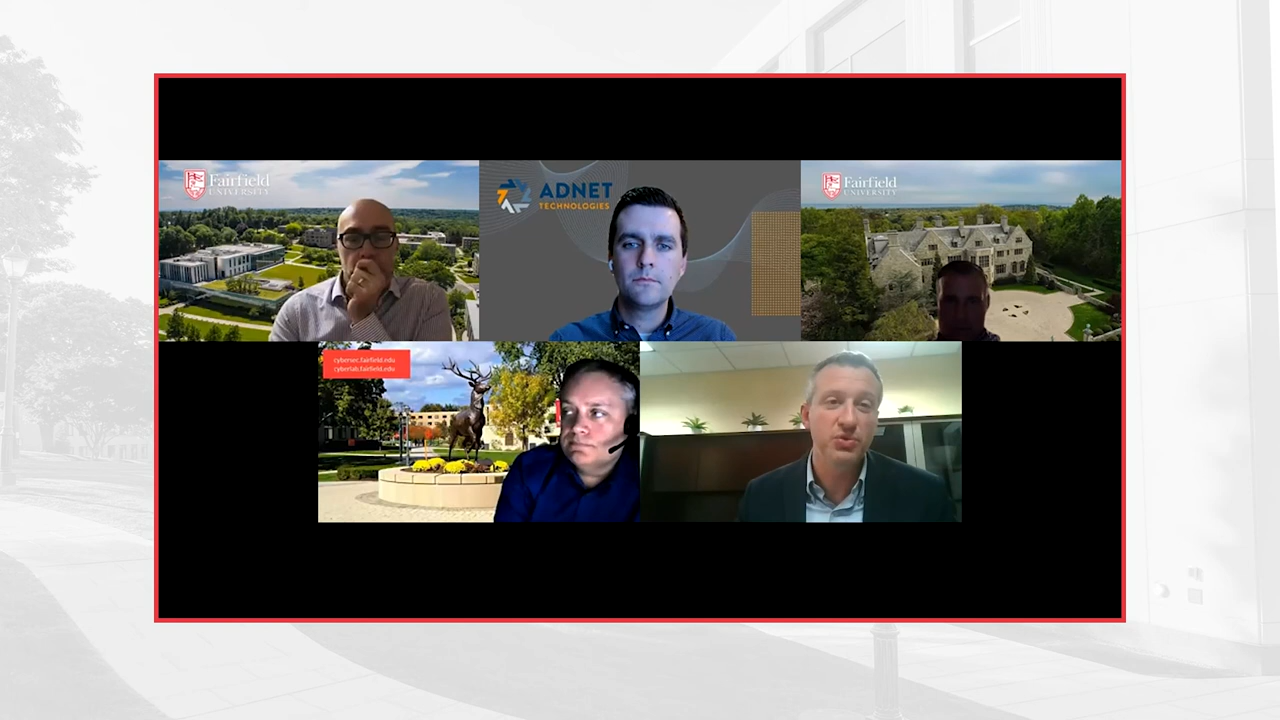 Fairfield
UNIVERSITY
ADNET
TECHNOLOGIES
Fairfield
UNIVERSITY
cybersec.fairfield.edu
cyberlab.fairfield.edu